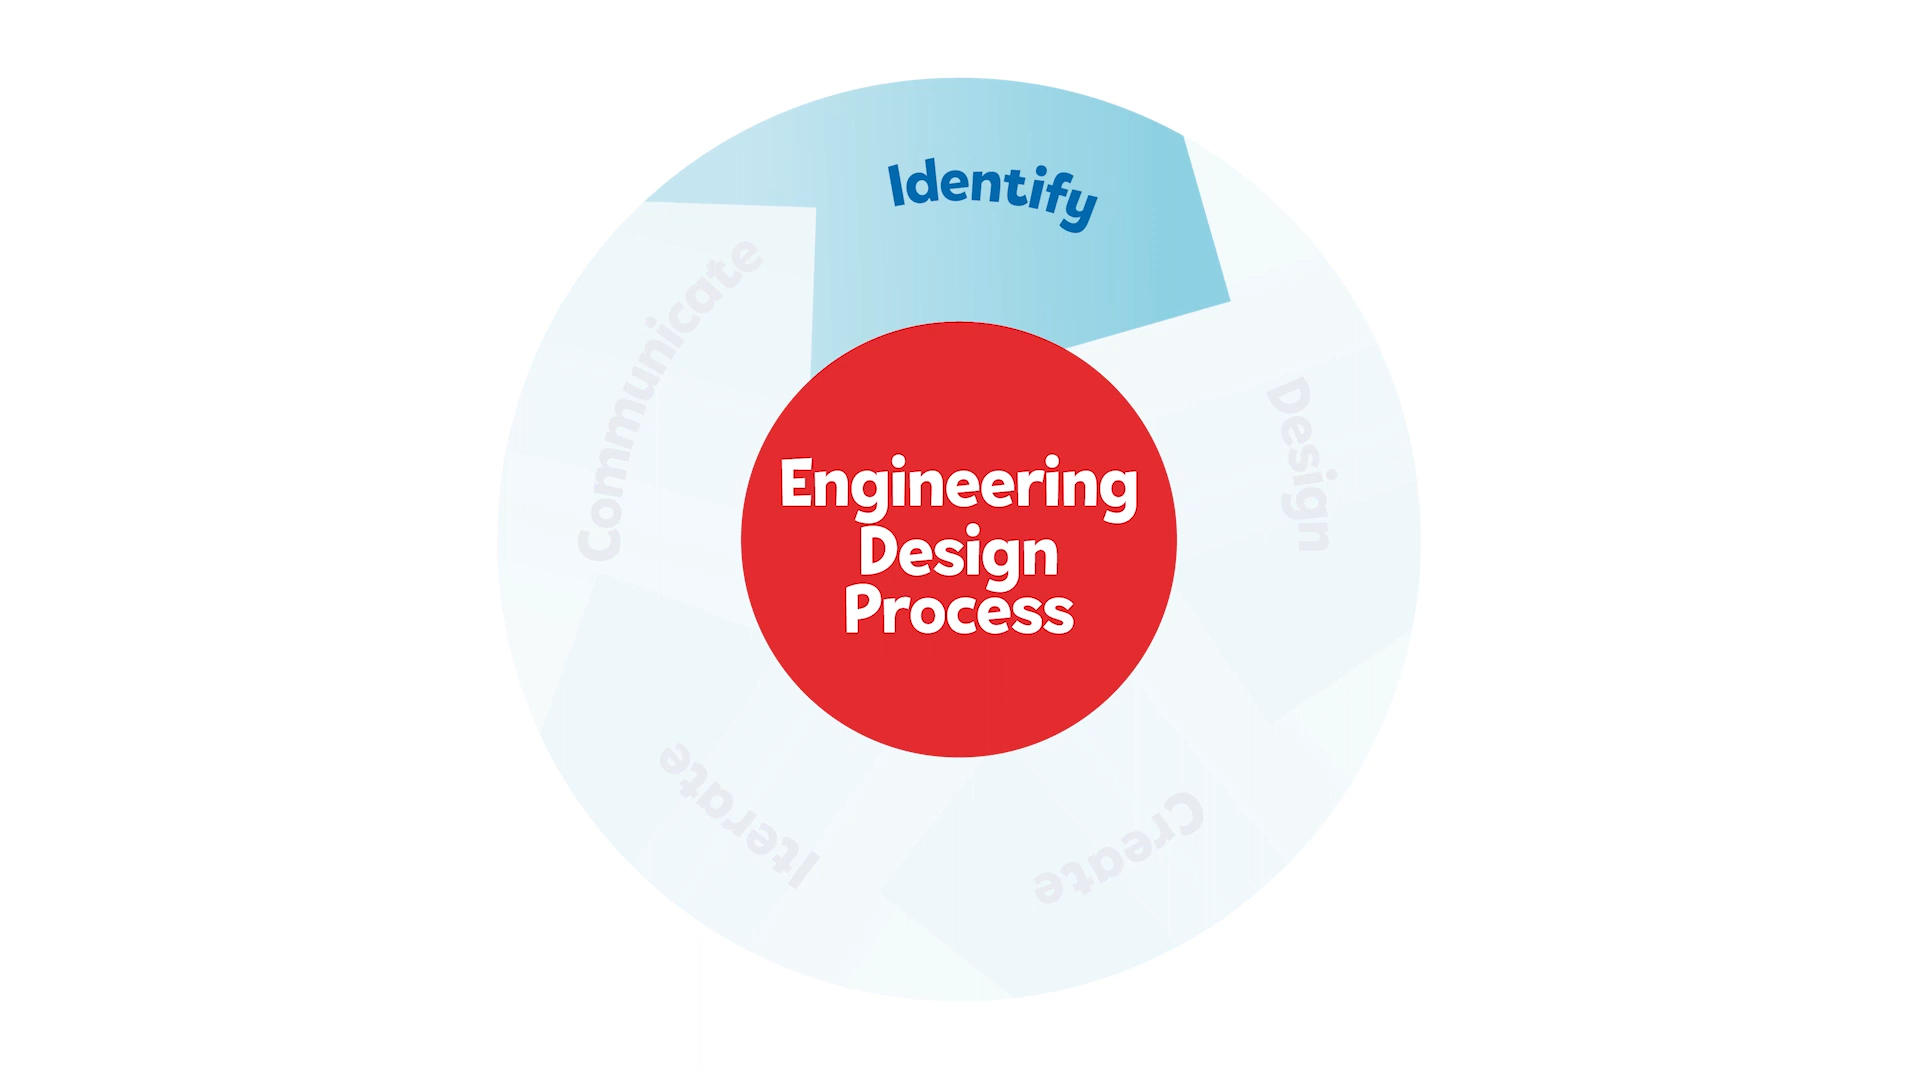 Identify
Design
Create
Iterate
Communicate
Engineering
Design
Process